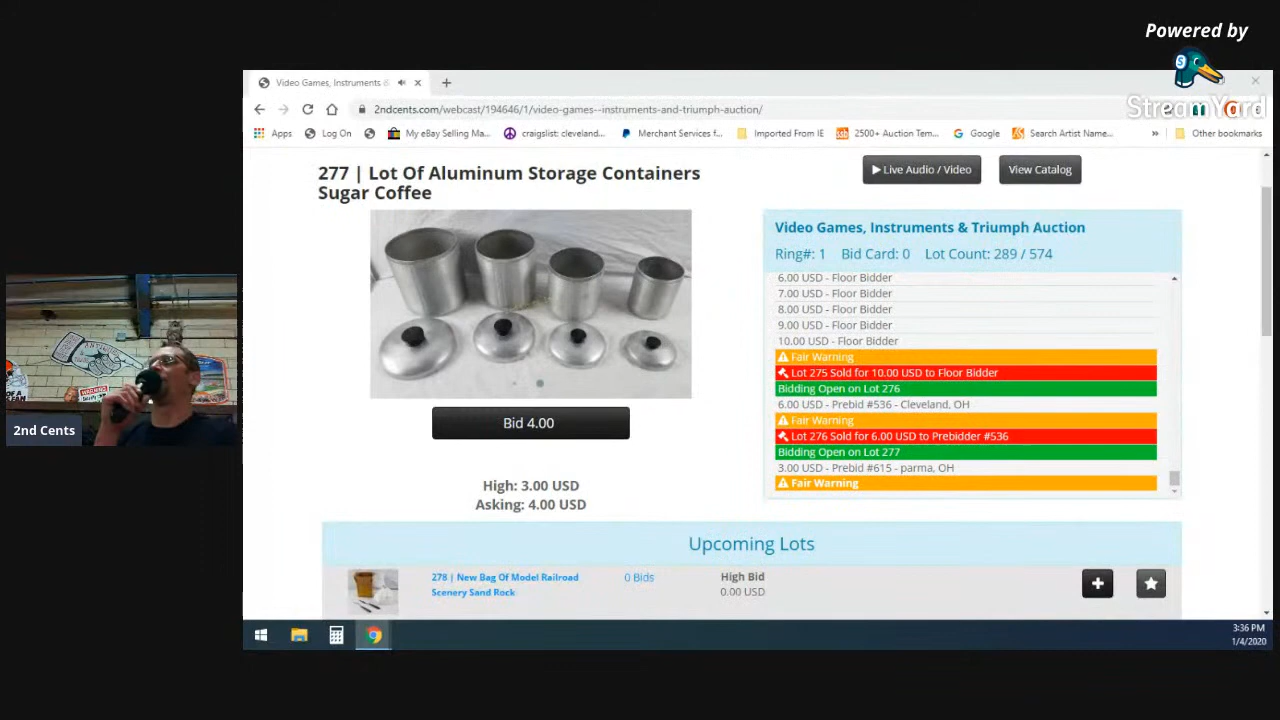 Powered by
StreamYard
Video Games, Instruments &
2ndcents.com/webcast/194646/1/video-games--instruments-and-triumph-auction/
Apps
Log On
My eBay Selling Ma...
craigslist: cleveland...
Merchant Services f...
Imported From IE
2500+ Auction Tem...
Google
Search Artist Name...
»
Other bookmarks
277 | Lot Of Aluminum Storage Containers
Sugar Coffee
Live Audio / Video
View Catalog
Bid 4.00
High: 3.00 USD
Asking: 4.00 USD
Video Games, Instruments & Triumph Auction
Ring#: 1 Bid Card: 0 Lot Count: 289 / 574
6.00 USD - Floor Bidder
7.00 USD - Floor Bidder
8.00 USD - Floor Bidder
9.00 USD - Floor Bidder
10.00 USD - Floor Bidder
Fair Warning
Lot 275 Sold for 10.00 USD to Floor Bidder
Bidding Open on Lot 276
6.00 USD - Prebid #536 - Cleveland, OH
Fair Warning
Lot 276 Sold for 6.00 USD to Prebidder #536
Bidding Open on Lot 277
3.00 USD - Prebid #615 - parma, OH
Fair Warning
Upcoming Lots
278 | New Bag Of Model Railroad
Scenery Sand Rock
0 Bids
High Bid
0.00 USD
2nd Cents
3:36 PM
1/4/2020